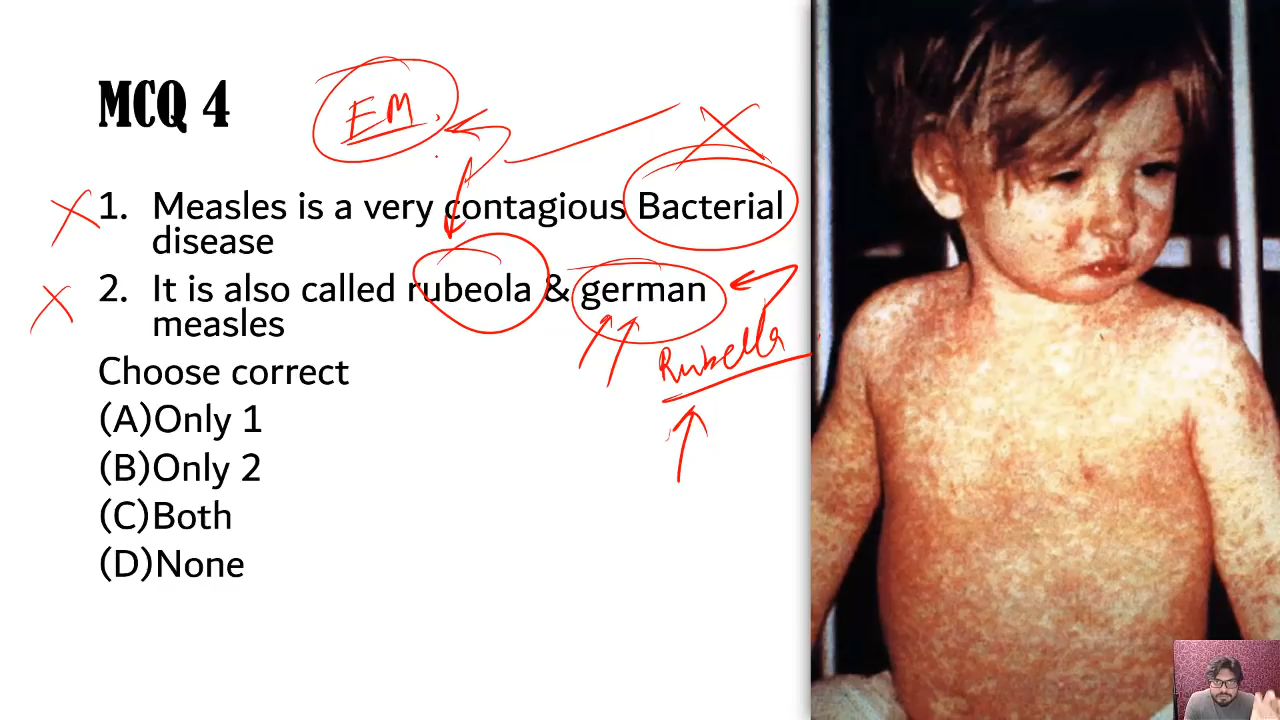 MCQ 4
EM
1. Measles is a very contagious Bacterial
disease
2. It is also called rubeola & german
measles
Rubella
Choose correct
(A)Only 1
(B)Only 2
(C)Both
(D)None